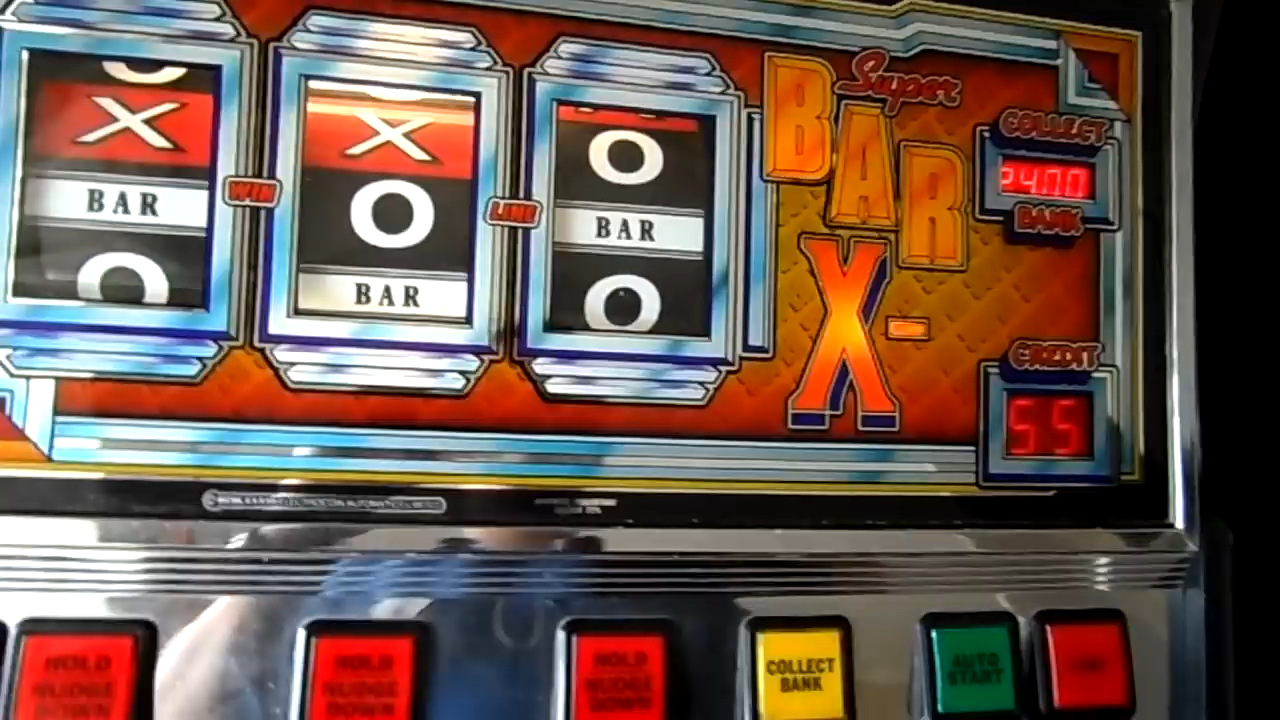 Super
BAR
X-
X
BAR
O
X
O
BAR
O
BAR
O
WIN
LINE
COLLECT
BANK
CREDIT
55
HOLD
NUDGE
DOWN
HOLD
NUDGE
DOWN
HOLD
NUDGE
DOWN
COLLECT
BANK
AUTO
START